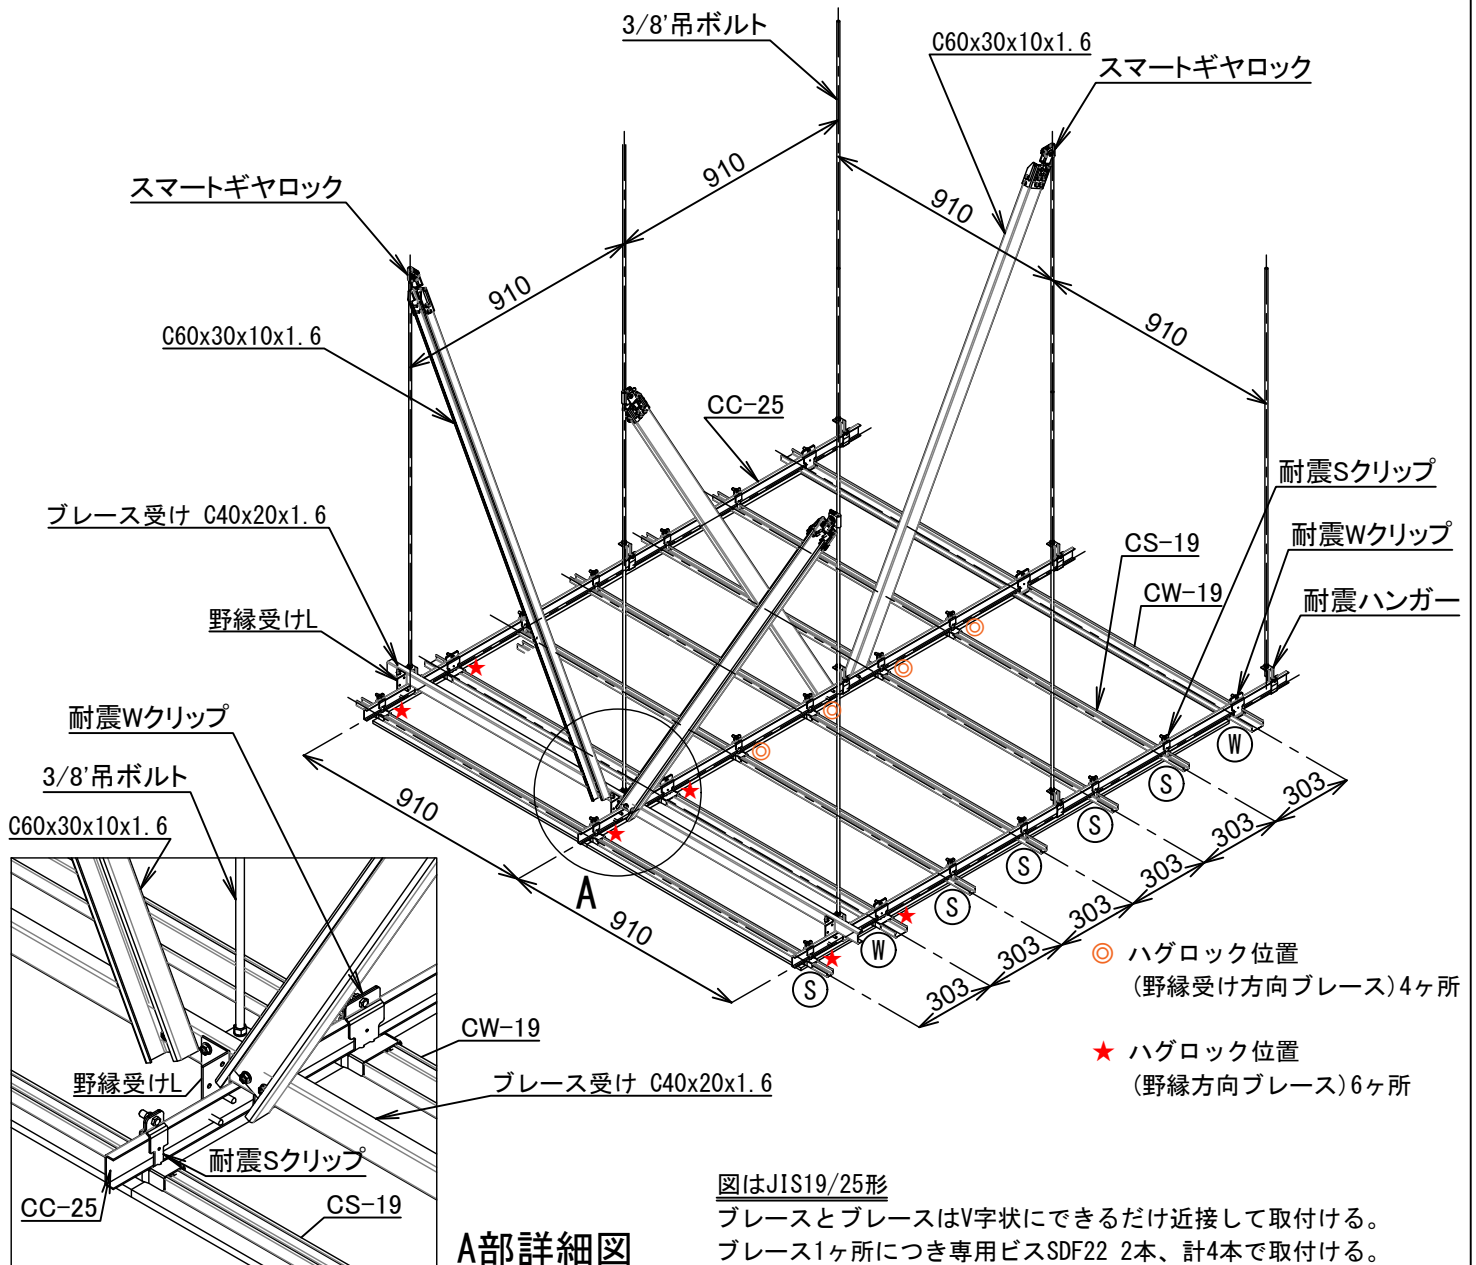 3/8'吊ボルト
C60x30x10x1.6
スマートギヤロック
910
910
スマートギヤロック
910
910
C60x30x10x1.6
CC-25
耐震Sクリップ
ブレース受け C40x20x1.6
CS-19
耐震Wクリップ
CW-19
耐震ハンガー
野縁受けL
耐震Wクリップ
3/8'吊ボルト
W
S
303
C60x30x10x1.6
910
S
303
S
303
A
S
303
910
W
303
S
303
◎ ハグロック位置
(野縁受け方向ブレース)4ヶ所
CW-19
★ ハグロック位置
(野縁方向ブレース)6ヶ所
野縁受けL
ブレース受け C40x20x1.6
耐震Sクリップ
CC-25
CS-19
A部詳細図
図はJIS19/25形
ブレースとブレースはV字状にできるだけ近接して取付ける。
ブレース1ヶ所につき専用ビスSDF22 2本、計4本で取付ける。